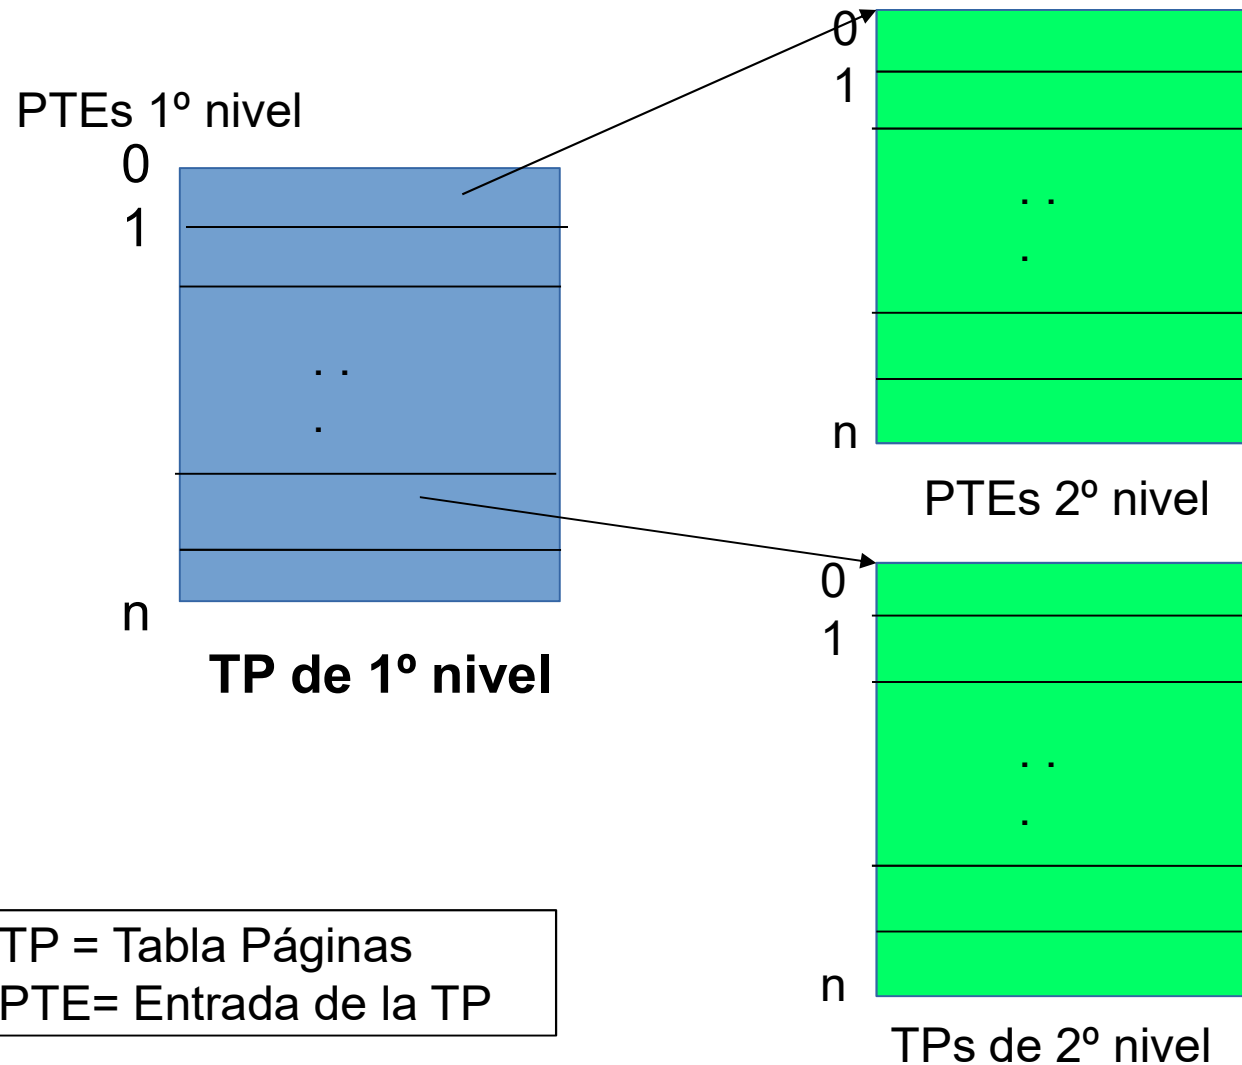 PTEs 1º nivel
0
1
. .
.
n
TP de 1º nivel
0
1
. .
.
n
PTEs 2º nivel
0
1
. .
.
n
TPs de 2º nivel
TP = Tabla Páginas
PTE= Entrada de la TP